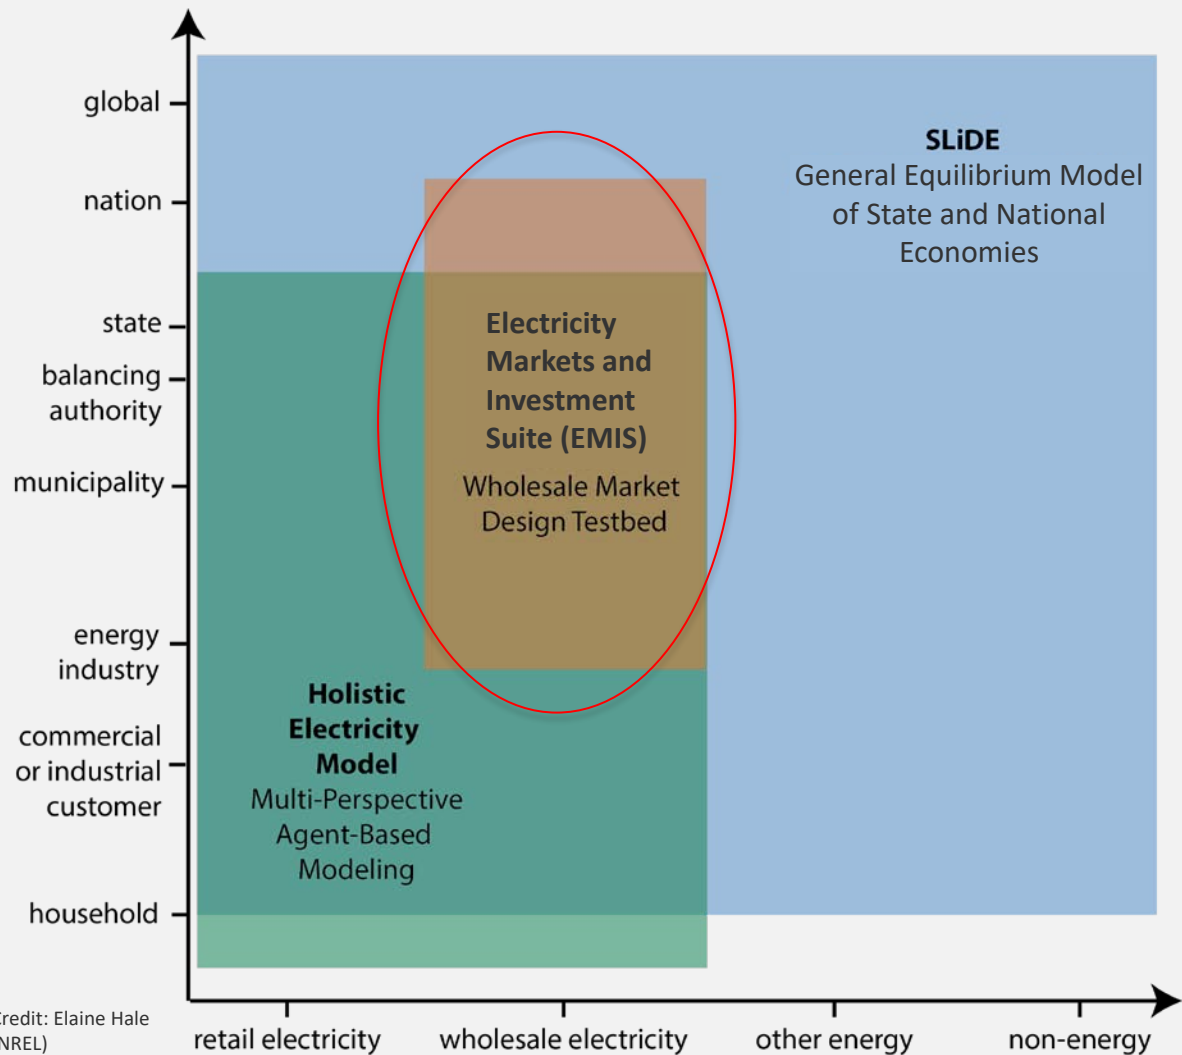 global
nation
state
balancing
authority
municipality
energy
industry
commercial
or industrial
customer
household
SLiDE
General Equilibrium Model
of State and National
Economies
Electricity
Markets and
Investment
Suite (EMIS)
Wholesale Market
Design Testbed
Holistic
Electricity
Model
Multi-Perspective
Agent-Based
Modeling
Credit: Elaine Hale
NREL)
retail electricity
wholesale electricity
other energy
non-energy